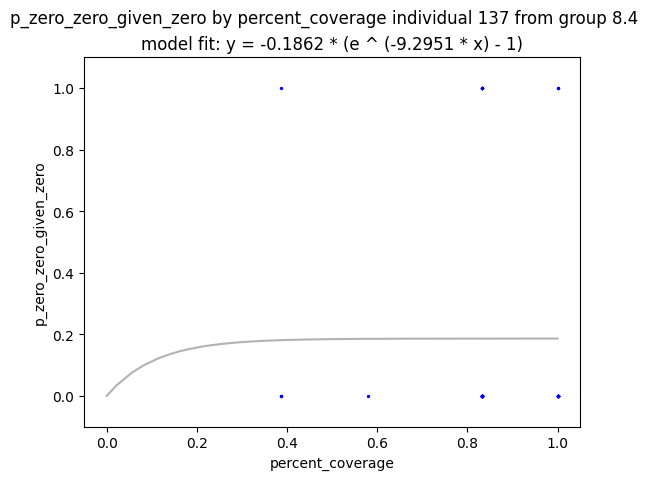 p_zero_zero_given_zero by percent_coverage individual 137 from group 8.4
model fit: y = -0.1862 * (e ^ (-9.2951 * x) - 1)
1.0
0.8
0.6
0.4
0.2
0.0
p_zero_zero_given_zero
0.0 0.2 0.4 0.6 0.8 1.0
percent_coverage